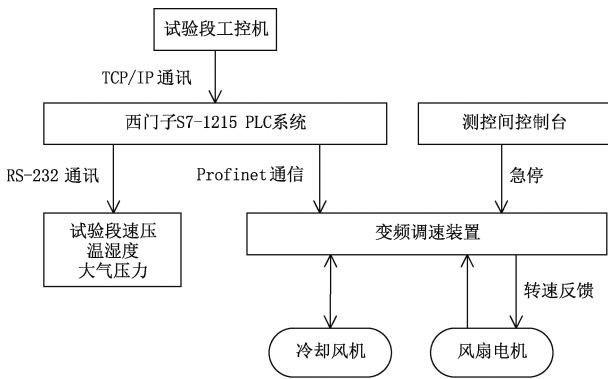 试验段工控机
TCP/IP通讯
西门子S7-1215 PLC系统
测控间控制台
RS-232 通讯
Profinet通信
急停
试验段速压
温湿度
大气压力
变频调速装置
转速反馈
冷却风机
风扇电机